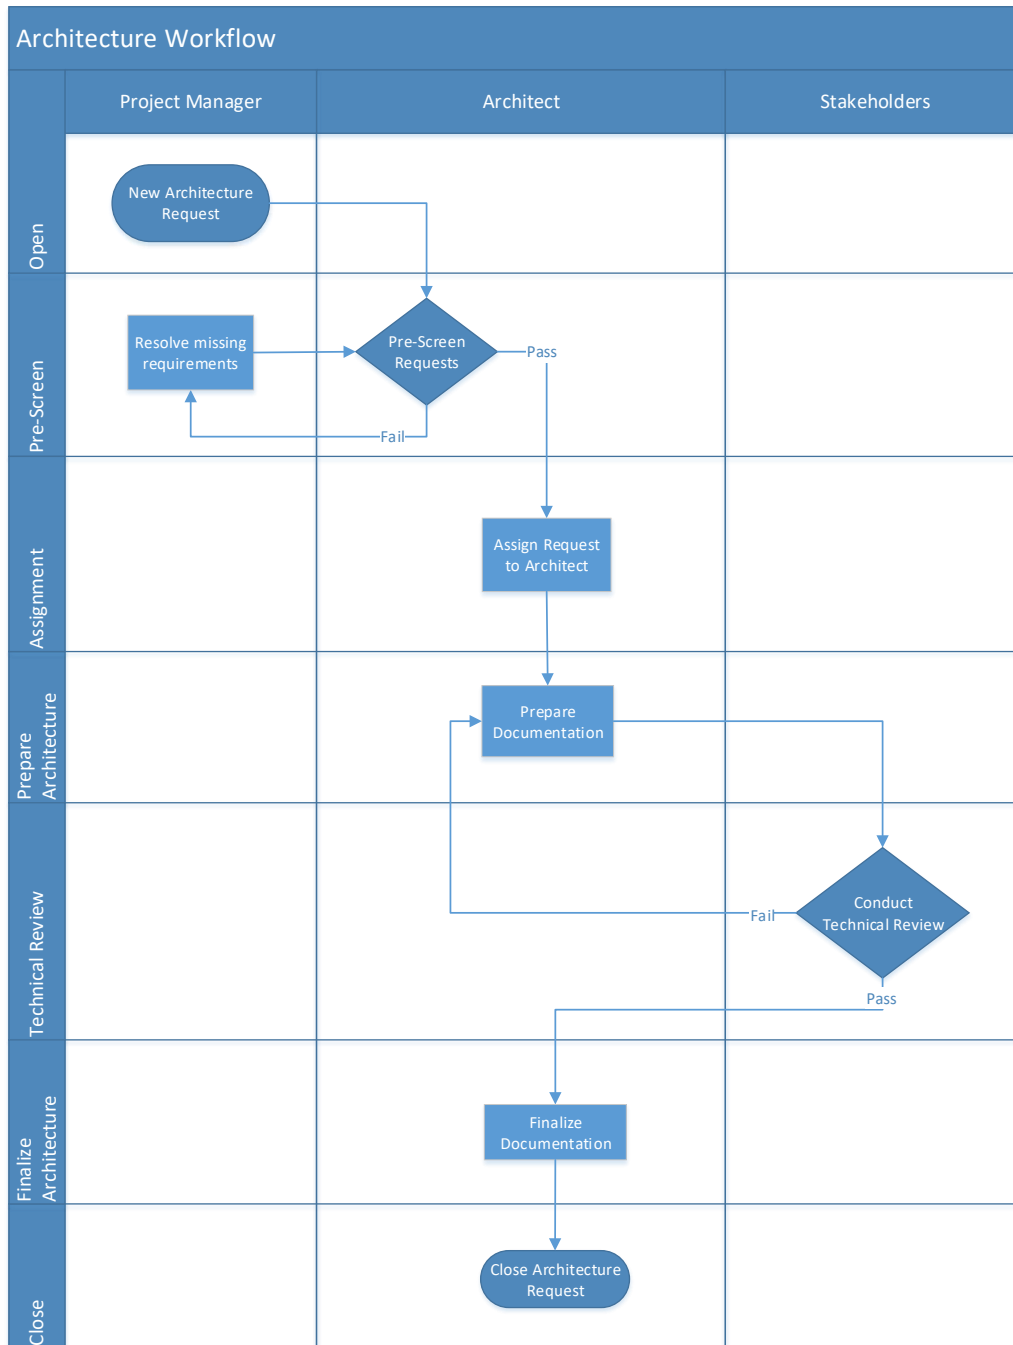 Architecture Workflow
Project Manager
Architect
Stakeholders
Open
New Architecture
Request
Pre-Screen
Resolve missing
requirements
Pre-Screen
Requests
Pass
Fail
Assignment
Assign Request
to Architect
Prepare
Architecture
Prepare
Documentation
Technical Review
Conduct
Technical Review
Fail
Pass
Finalize
Architecture
Finalize
Documentation
Close
Close Architecture
Request